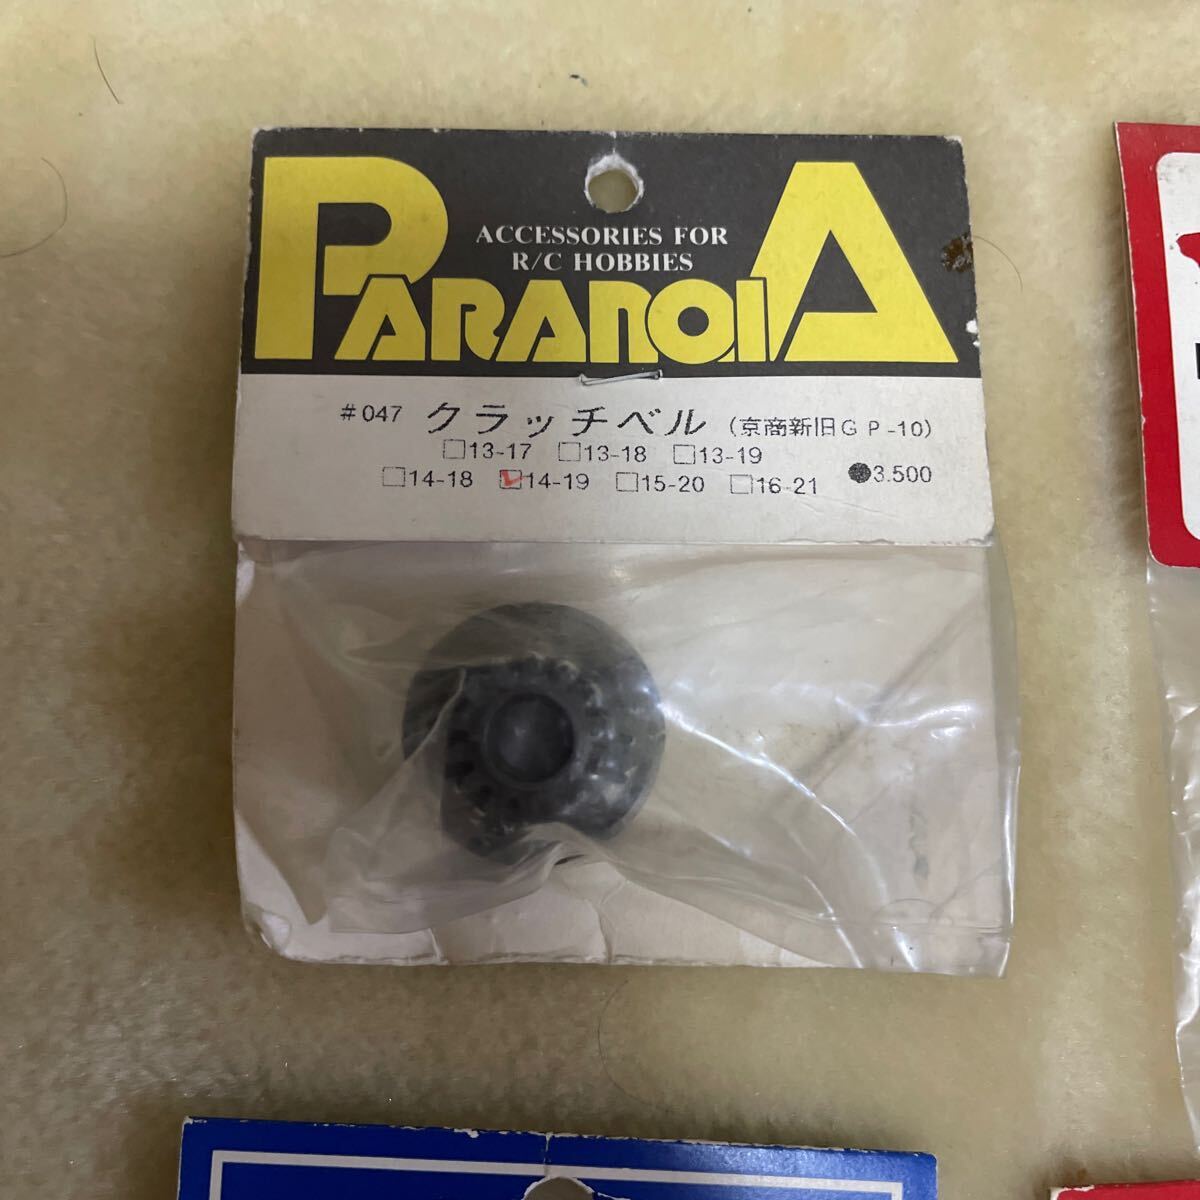 ACCESSORIES FOR
R/C HOBBIES
PARANOIA
#047 クラッチベル (京商新旧GP-10)
□13-17 □13-18 □13-19
□14-18 ☑14-19 □15-20 □16-21 ●3.500